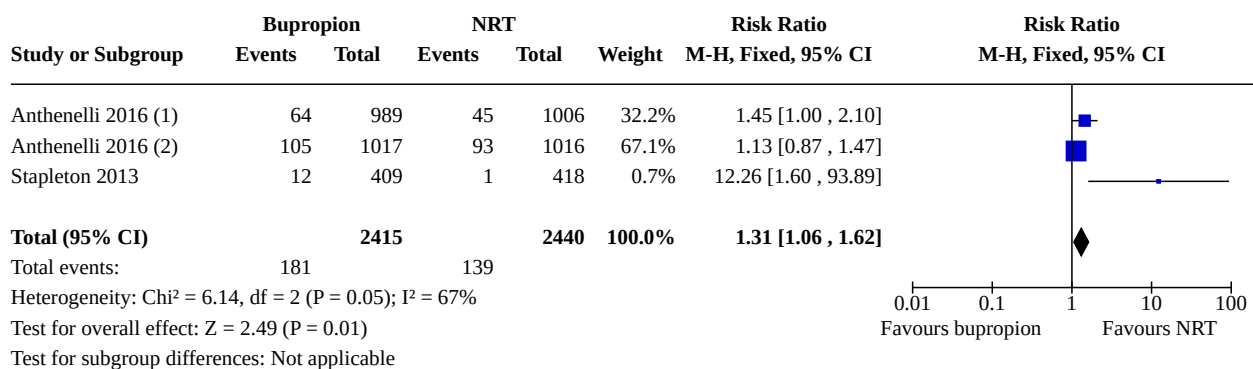 Bupropion NRT Risk Ratio Risk Ratio
Study or Subgroup Events Total Events Total Weight M-H, Fixed, 95% CI M-H, Fixed, 95% CI
Anthenelli 2016 (1) 64 989 45 1006 32.2% 1.45 [1.00 , 2.10]
Anthenelli 2016 (2) 105 1017 93 1016 67.1% 1.13 [0.87 , 1.47]
Stapleton 2013 12 409 1 418 0.7% 12.26 [1.60 , 93.89]
Total (95% CI) 2415 2440 100.0% 1.31 [1.06 , 1.62]
Total events: 181 139
Heterogeneity: Chi² = 6.14, df = 2 (P = 0.05); I² = 67%
0.01 0.1 1 10 100
Test for overall effect: Z = 2.49 (P = 0.01)
Favours bupropion Favours NRT
Test for subgroup differences: Not applicable